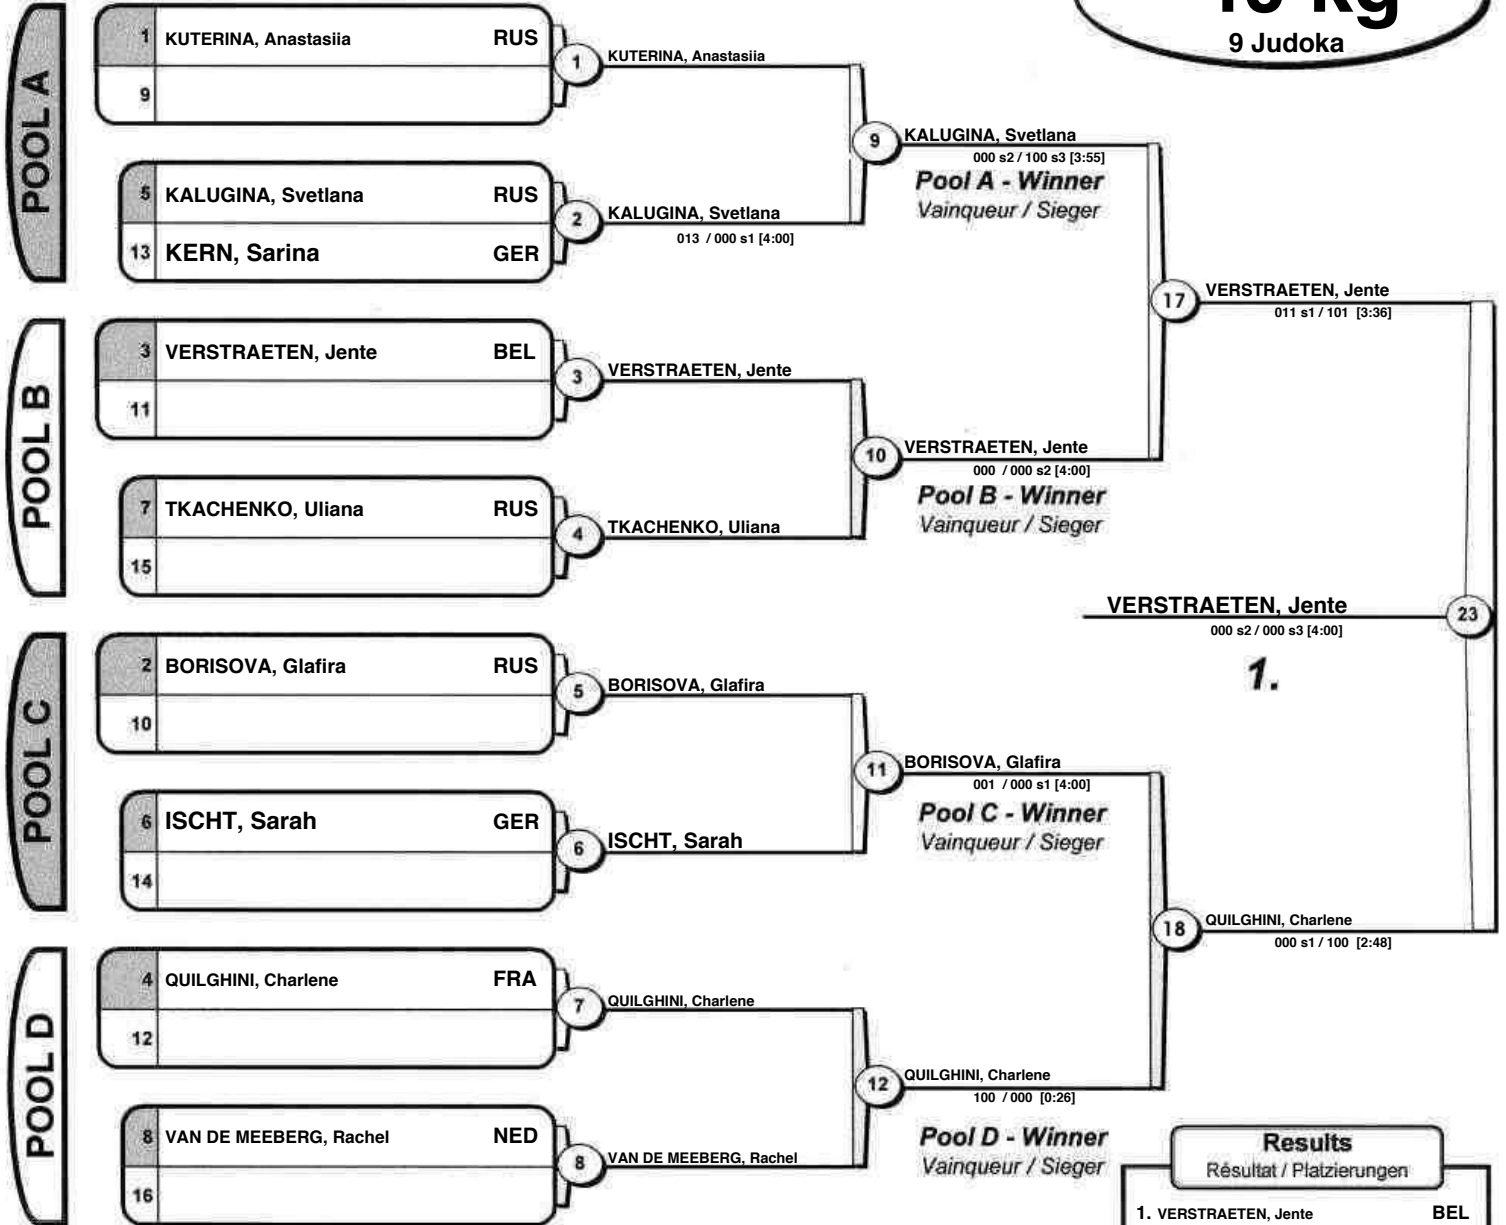 kg
9 Judoka
POOL A
1 KUTERINA, Anastasiia RUS
9
1
KUTERINA, Anastasiia
5 KALUGINA, Svetlana RUS
13 KERN, Sarina GER
2
KALUGINA, Svetlana
013 / 000 s1 [4:00]
9
KALUGINA, Svetlana
000 s2 / 100 s3 [3:55]
Pool A - Winner
Vainqueur / Sieger
POOL B
3 VERSTRAETEN, Jente BEL
11
3
VERSTRAETEN, Jente
7 TKACHENKO, Uliana RUS
15
4
TKACHENKO, Uliana
10
VERSTRAETEN, Jente
000 / 000 s2 [4:00]
Pool B - Winner
Vainqueur / Sieger
17
VERSTRAETEN, Jente
011 s1 / 101 [3:36]
VERSTRAETEN, Jente
000 s2 / 000 s3 [4:00]
1.
23
POOL C
2 BORISOVA, Glafira RUS
10
5
BORISOVA, Glafira
6 ISCHT, Sarah GER
14
6
ISCHT, Sarah
11
BORISOVA, Glafira
001 / 000 s1 [4:00]
Pool C - Winner
Vainqueur / Sieger
18
QUILGHINI, Charlene
000 s1 / 100 [2:48]
POOL D
4 QUILGHINI, Charlene FRA
12
7
QUILGHINI, Charlene
8 VAN DE MEEBERG, Rachel NED
16
8
VAN DE MEEBERG, Rachel
12
QUILGHINI, Charlene
100 / 000 [0:26]
Pool D - Winner
Vainqueur / Sieger
Results
Résultat / Platzierungen
1. VERSTRAETEN, Jente BEL